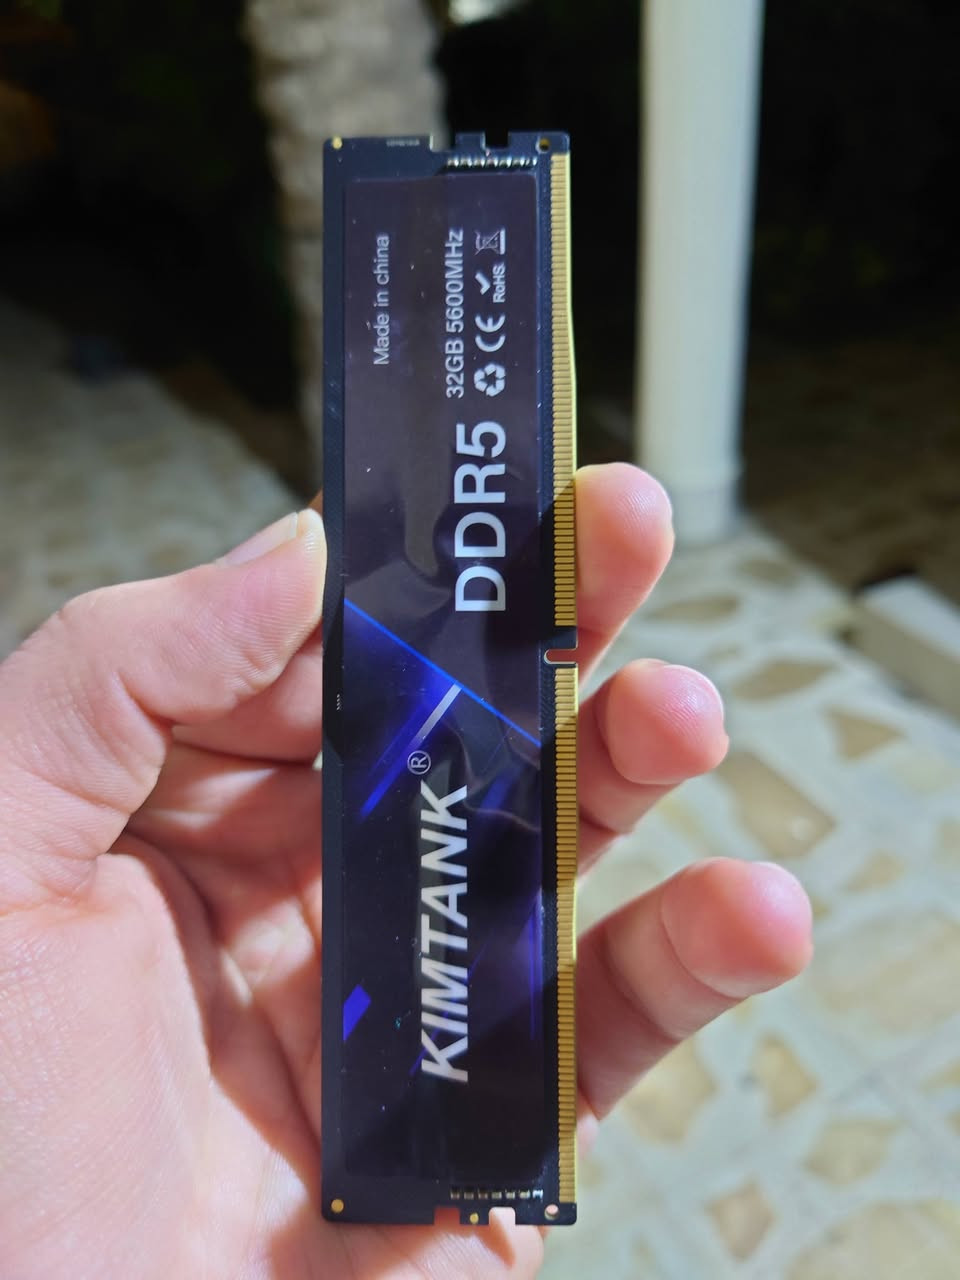 KIMTANK®
DDR5
32GB 5600MHz
CE RoHS
Made in china